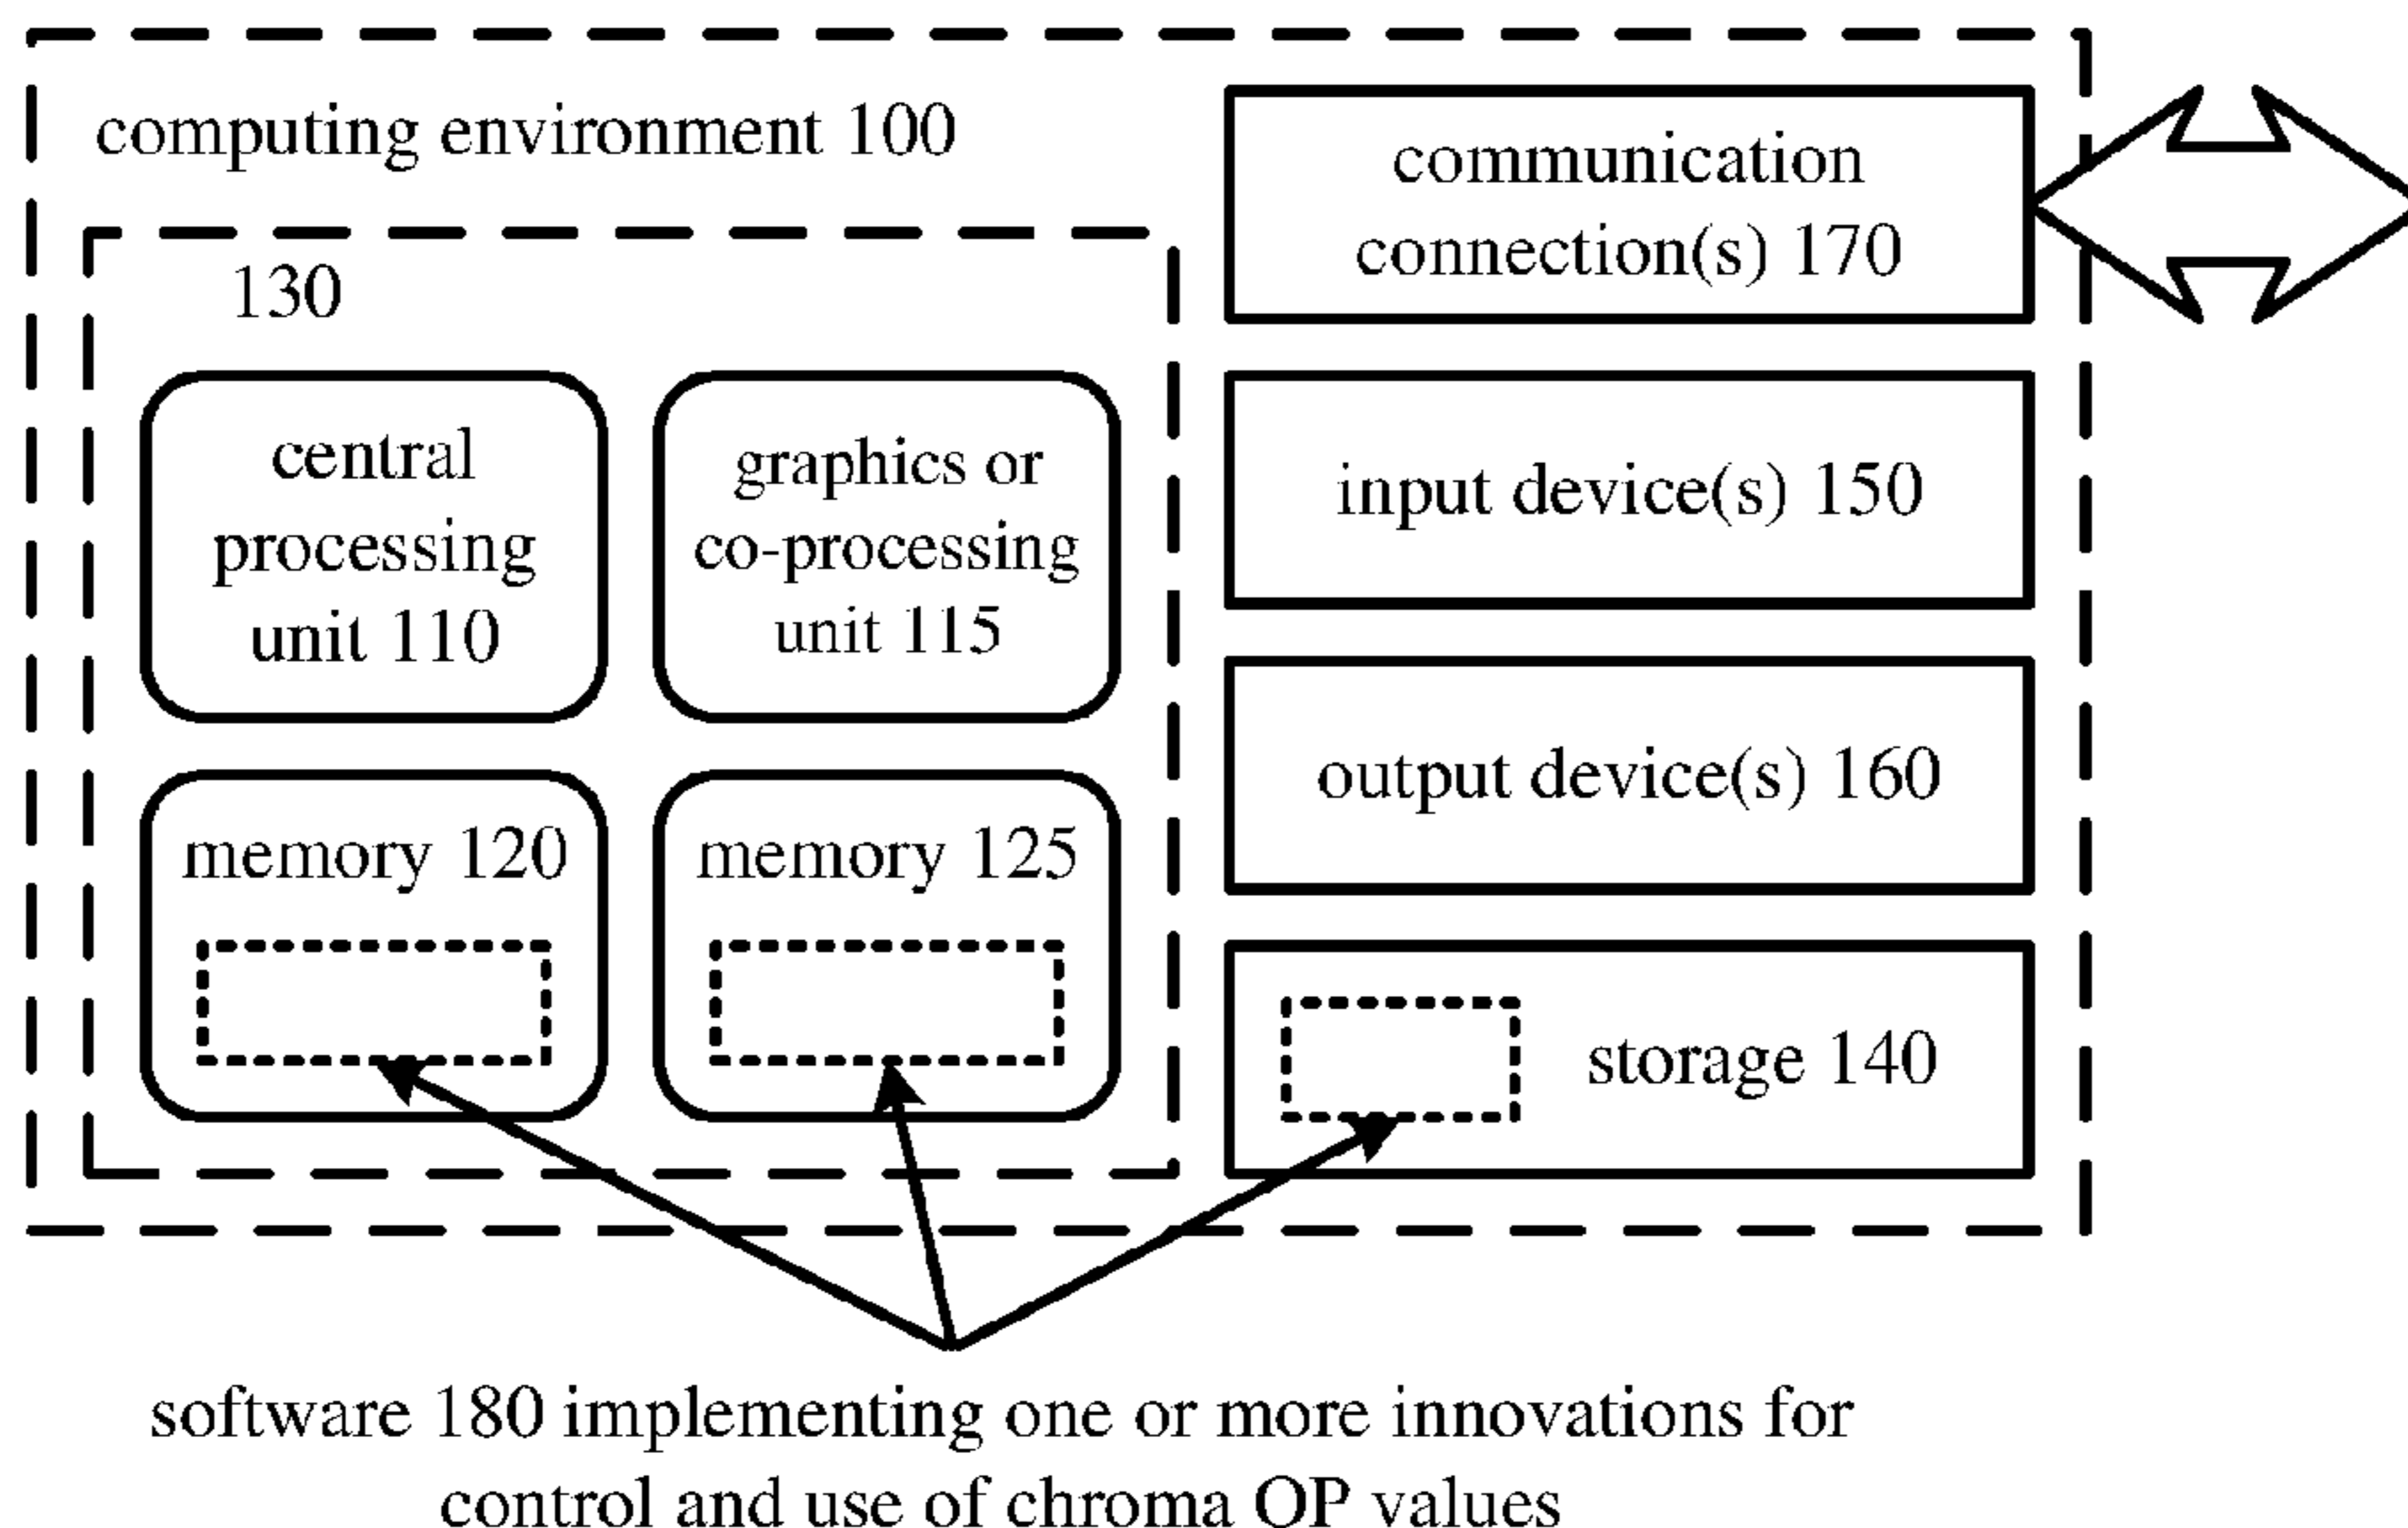 computing environment 100
130
central
processing
unit 110
graphics or
co-processing
unit 115
memory 120
memory 125
communication
connection(s) 170
input device(s) 150
output device(s) 160
storage 140
software 180 implementing one or more innovations for
control and use of chroma OP values